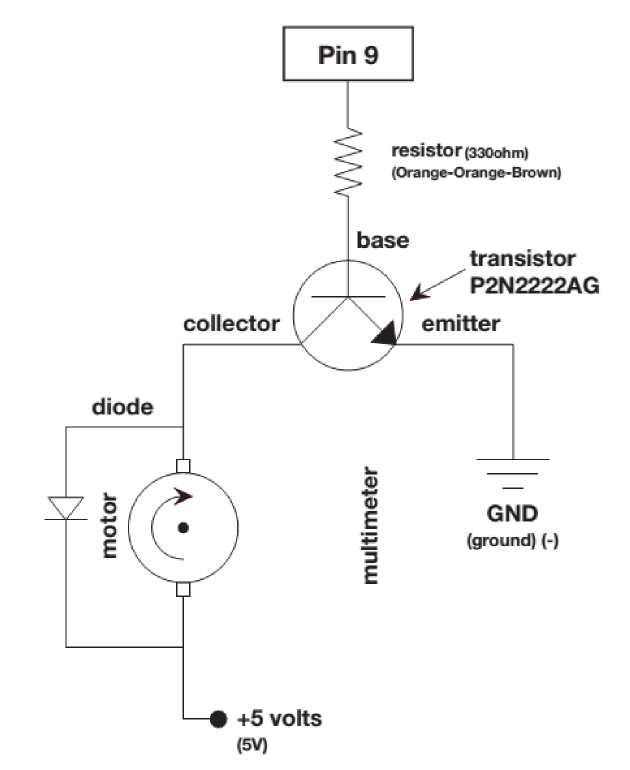 Pin 9
resistor (330ohm)
(Orange-Orange-Brown)
base
transistor
P2N2222AG
collector
emitter
diode
motor
multimeter
GND
(ground) (-)
+5 volts
(5V)